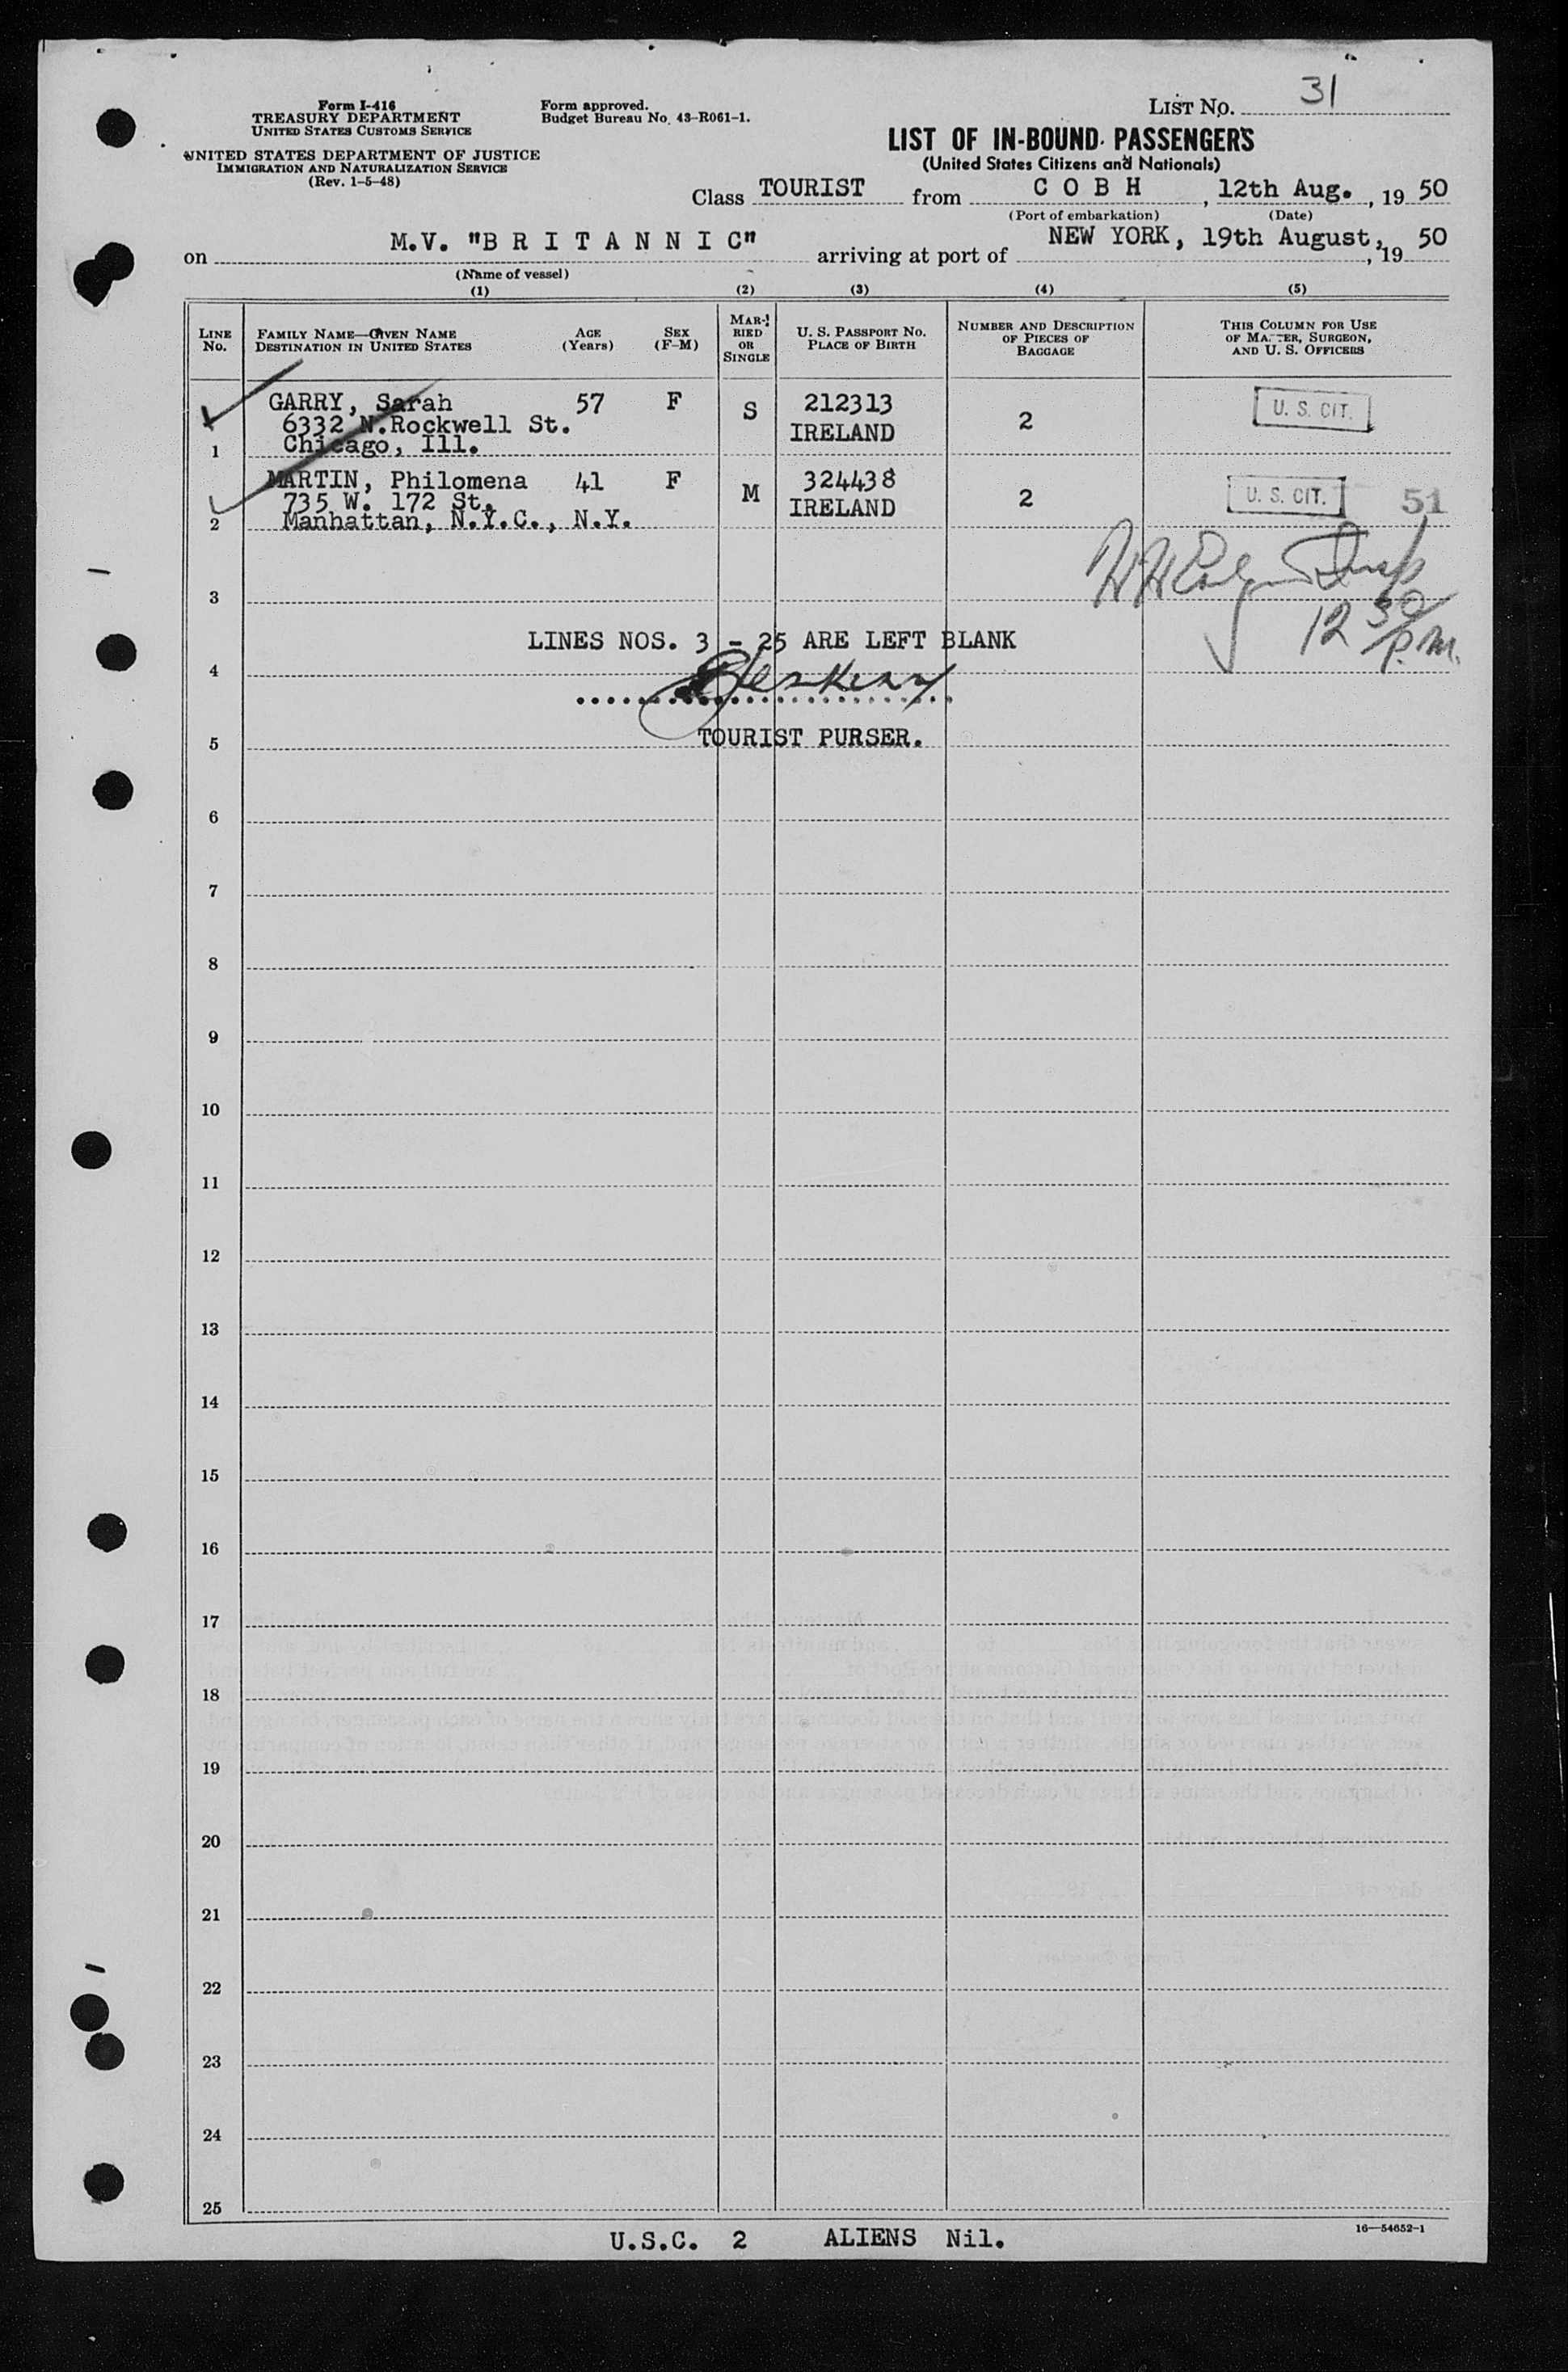 Form I-416
TREASURY DEPARTMENT
UNITED STATES CUSTOMS SERVICE
UNITED STATES DEPARTMENT OF JUSTICE
IMMIGRATION AND NATURALIZATION SERVICE
(Rev. 1-5-48)
Form approved.
Budget Bureau No. 43-R061-1.
LIST No. 31
LIST OF IN-BOUND PASSENGERS
(United States Citizens and Nationals)
Class TOURIST from C O B H, 12th Aug., 19 50
(Port of embarkation) (Date)
on M.V. "B R I T A N N I C" arriving at port of NEW YORK, 19th August, 19 50
(Name of vessel)
(1) (2) (3) (4) (5)
LINE No.
FAMILY NAME—GIVEN NAME
DESTINATION IN UNITED STATES
AGE (Years)
SEX (F-M)
MARRIED OR SINGLE
U. S. PASSPORT No.
PLACE OF BIRTH
NUMBER AND DESCRIPTION OF PIECES OF BAGGAGE
THIS COLUMN FOR USE OF MASTER, SURGEON, AND U. S. OFFICERS
GARRY, Sarah 57 F S 212313 2 U. S. CIT.
6332 N.Rockwell St. IRELAND
1 Chicago, Ill.
MARTIN, Philomena 41 F M 324438 2 U. S. CIT. 51
735 W. 172 St. IRELAND
2 Manhattan, N.Y.C., N.Y.
3
12 30 P.M.
LINES NOS. 3 - 25 ARE LEFT BLANK
4
5 TOURIST PURSER.
6
7
8
9
10
11
12
13
14
15
16
17
18
19
20
21
22
23
24
25
U.S.C. 2 ALIENS Nil.
16—54652-1